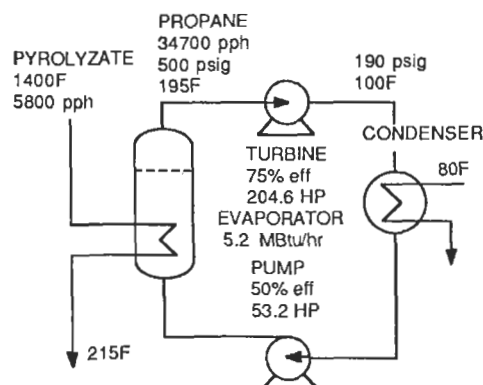 PROPANE
34700 pph
500 psig
195F
PYROLYZATE
1400F
5800 pph
190 psig
100F
CONDENSER
80F
TURBINE
75% eff
204.6 HP
EVAPORATOR
5.2 MBtu/hr
PUMP
50% eff
53.2 HP
215F